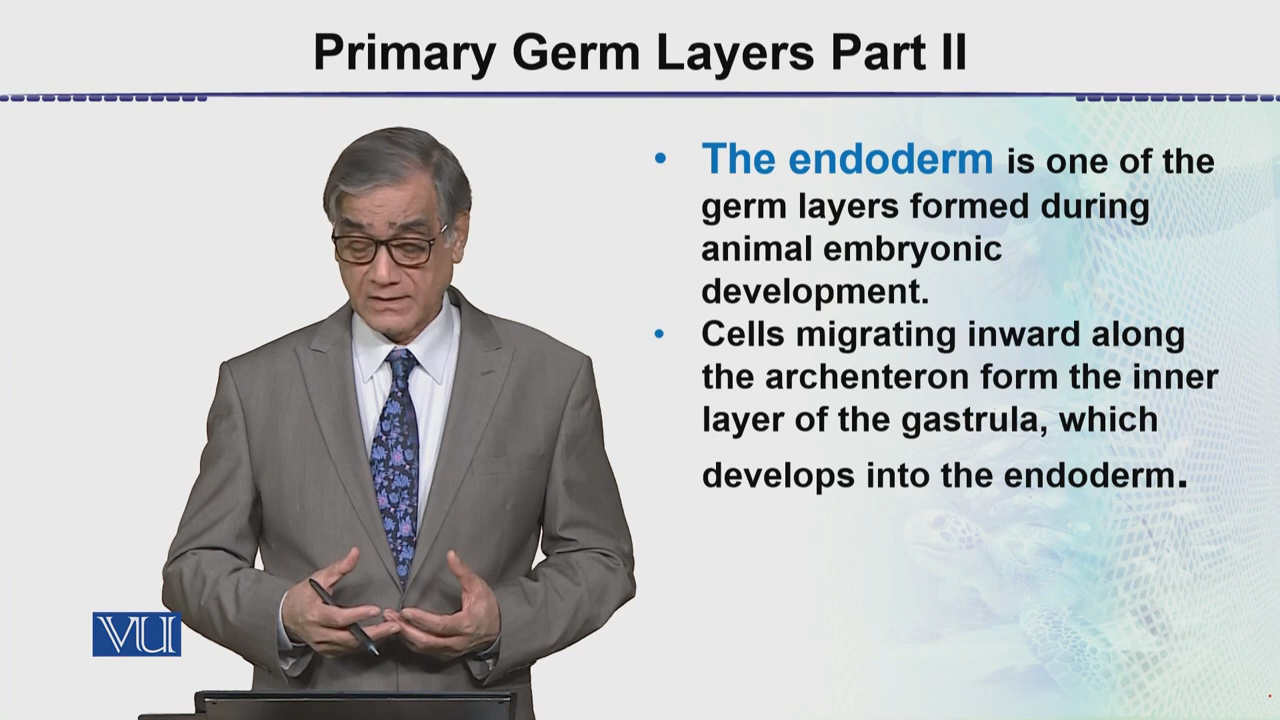 Primary Germ Layers Part II
• The endoderm is one of the
germ layers formed during
animal embryonic
development.
• Cells migrating inward along
the archenteron form the inner
layer of the gastrula, which
develops into the endoderm.
VU